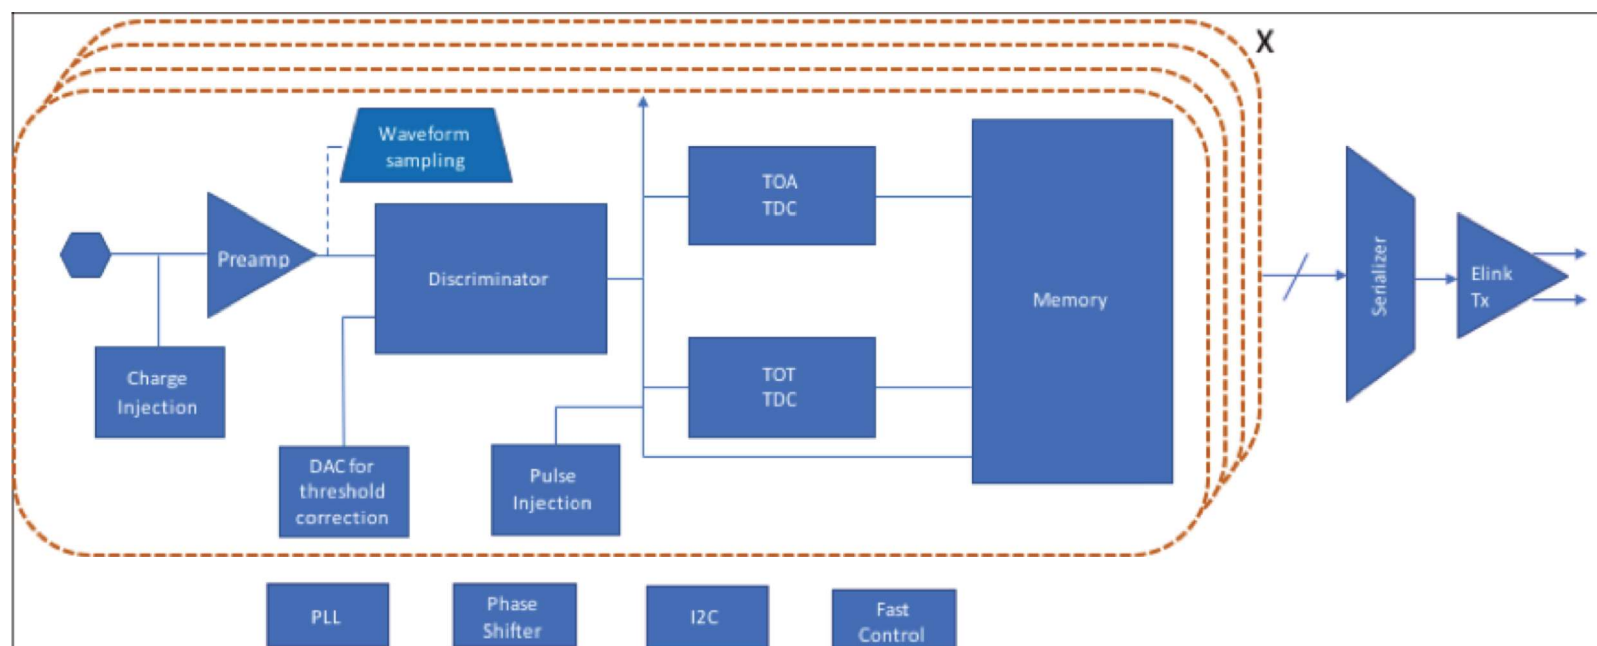 X
Waveform
sampling
TOA
TDC
Preamp
Discriminator
Memory
Serializer
Elink
Tx
Charge
Injection
TOT
TDC
DAC for
threshold
correction
Pulse
Injection
PLL
Phase
Shifter
I2C
Fast
Control